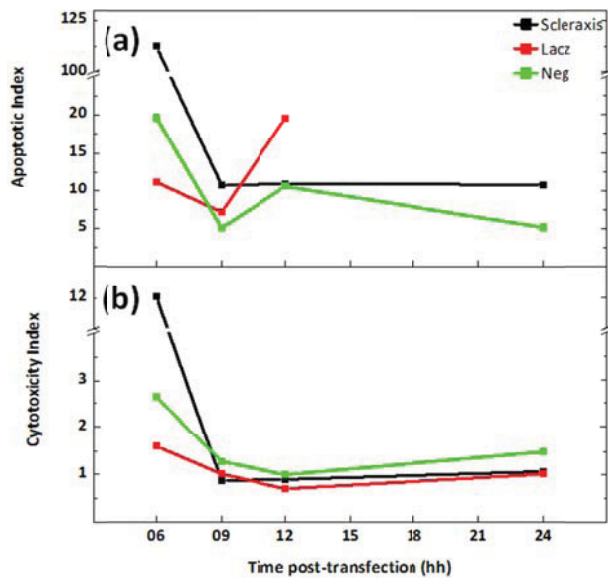 125
100
20
15
10
5
Apoptotic Index
(a)
Scleraxis
Lacz
Neg
12
3
2
1
Cytotoxicity Index
(b)
06 09 12 15 18 21 24
Time post-transfection (hh)